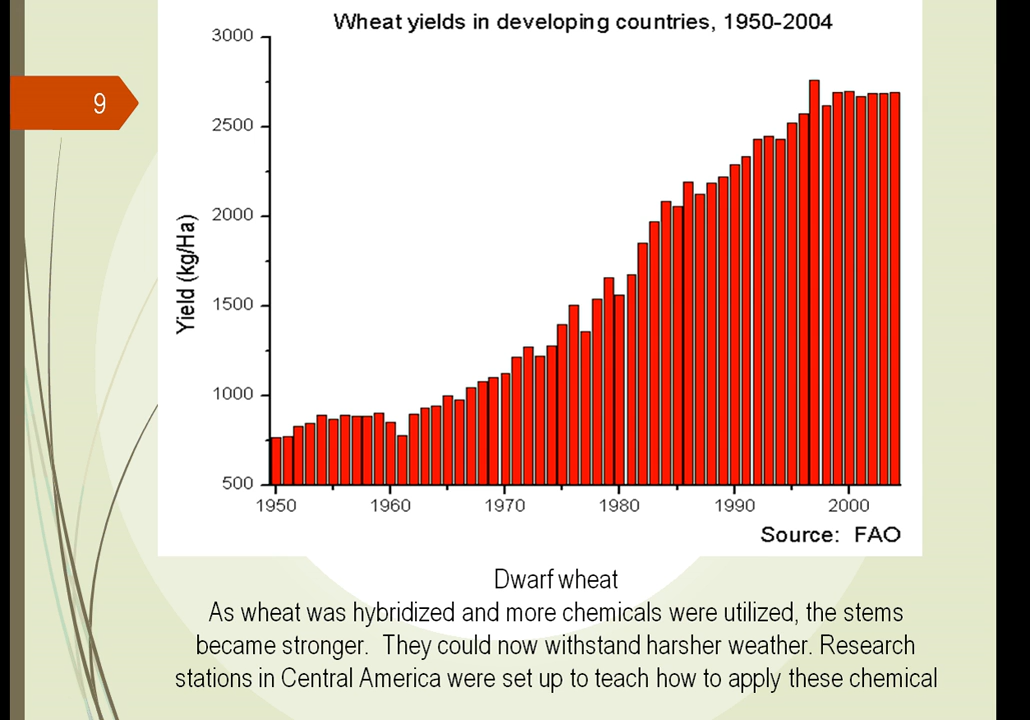 Wheat yields in developing countries, 1950-2004
3000
9
2500
2000
Yield (kg/Ha)
1500
1000
500
1950 1960 1970 1980 1990 2000
Source: FAO
Dwarf wheat
As wheat was hybridized and more chemicals were utilized, the stems
became stronger. They could now withstand harsher weather. Research
stations in Central America were set up to teach how to apply these chemical